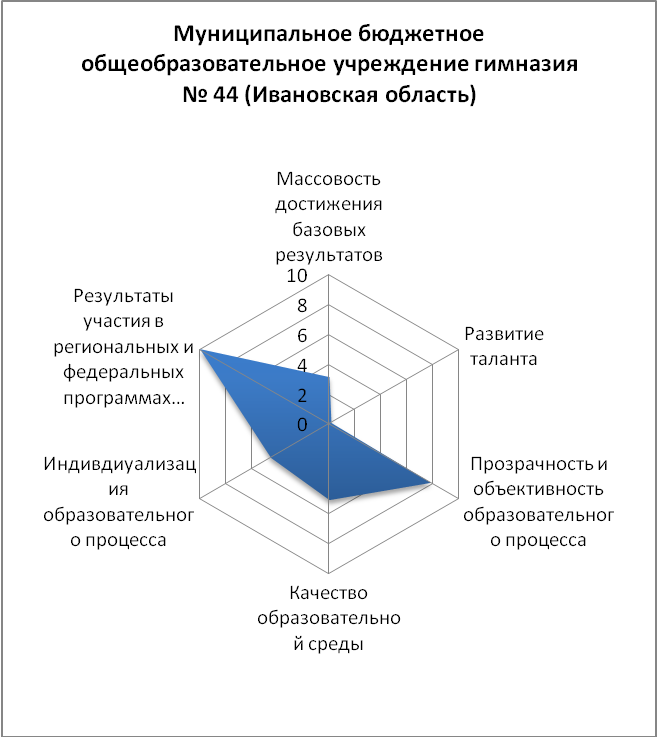 Муниципальное бюджетное
общеобразовательное учреждение гимназия
№ 44 (Ивановская область)
Массовость
достижения
базовых
результатов
10
8
6
4
2
0
Развитие
таланта
Прозрачность и
объективность
образовательног
о процесса
Качество
образовательно
й среды
Индивдиуализац
ия
образовательног
о процесса
Результаты
участия в
региональных и
федеральных
программах...